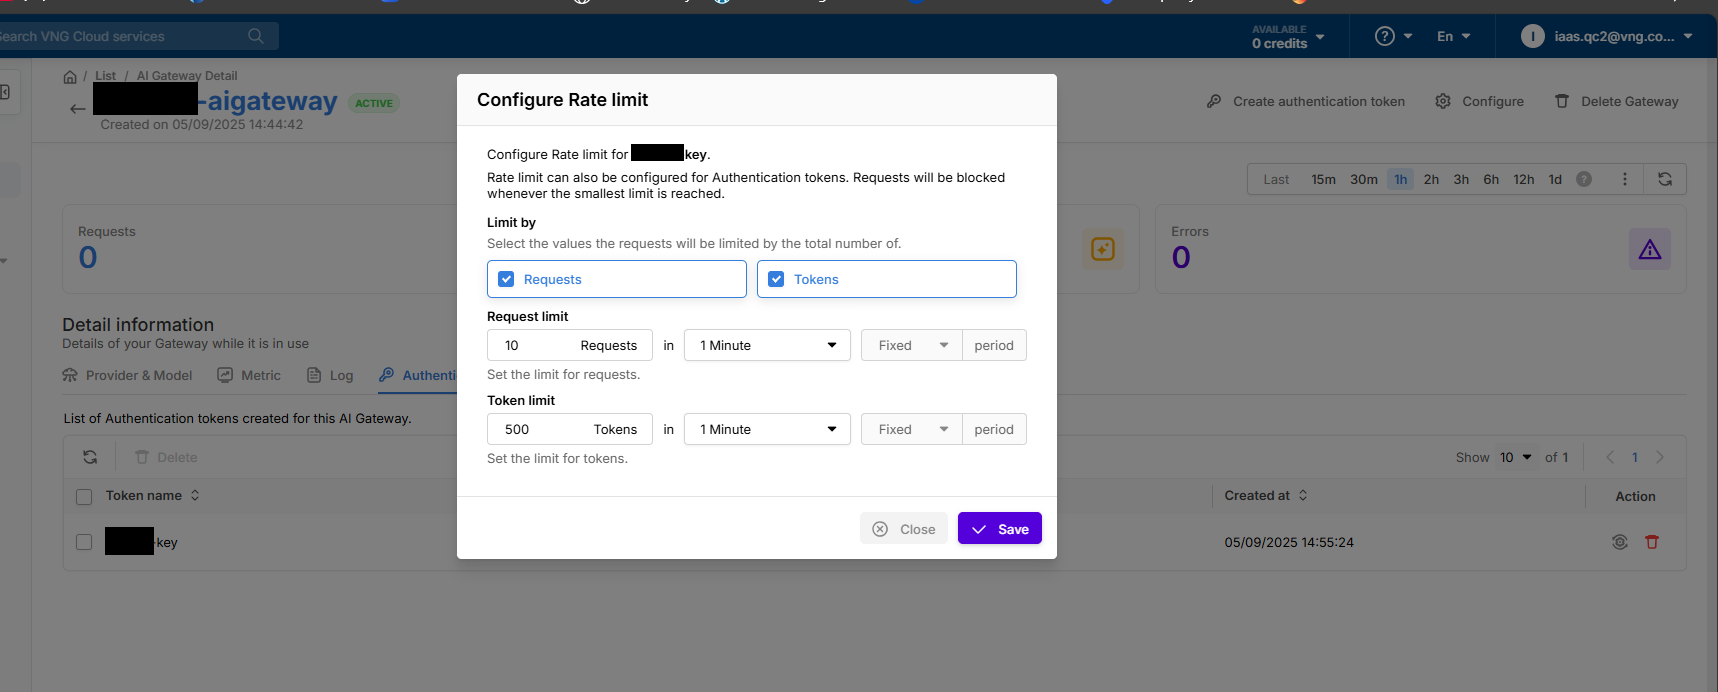 Search VNG Cloud services
AVAILABLE
0 credits
En
I
iaas.qc2@vng.co...
/ List / AI Gateway Detail
-aigateway
ACTIVE
Created on 05/09/2025 14:44:42
Create authentication token
Configure
Delete Gateway
Configure Rate limit
Configure Rate limit for key.
Rate limit can also be configured for Authentication tokens. Requests will be blocked
whenever the smallest limit is reached.
Last 15m 30m 1h 2h 3h 6h 12h 1d
Requests
0
Errors
0
Limit by
Select the values the requests will be limited by the total number of.
Requests
Tokens
Request limit
10 Requests in 1 Minute Fixed period
Set the limit for requests.
Token limit
500 Tokens in 1 Minute Fixed period
Set the limit for tokens.
Close
Save
Detail information
Details of your Gateway while it is in use
Provider & Model
Metric
Log
Authenti
List of Authentication tokens created for this AI Gateway.
Delete
Show 10 of 1
1
Token name
Created at
Action
-key
05/09/2025 14:55:24